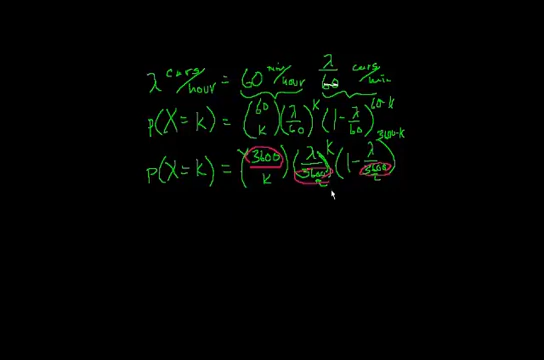 λ cars/hour = 60 min/hour λ/60 cars/min
p(X = k) = (60 k) (λ/60)^k (1 - λ/60)^60-k
p(X = k) = (3600 k) (λ/3600)^k (1 - λ/3600)^3600-k